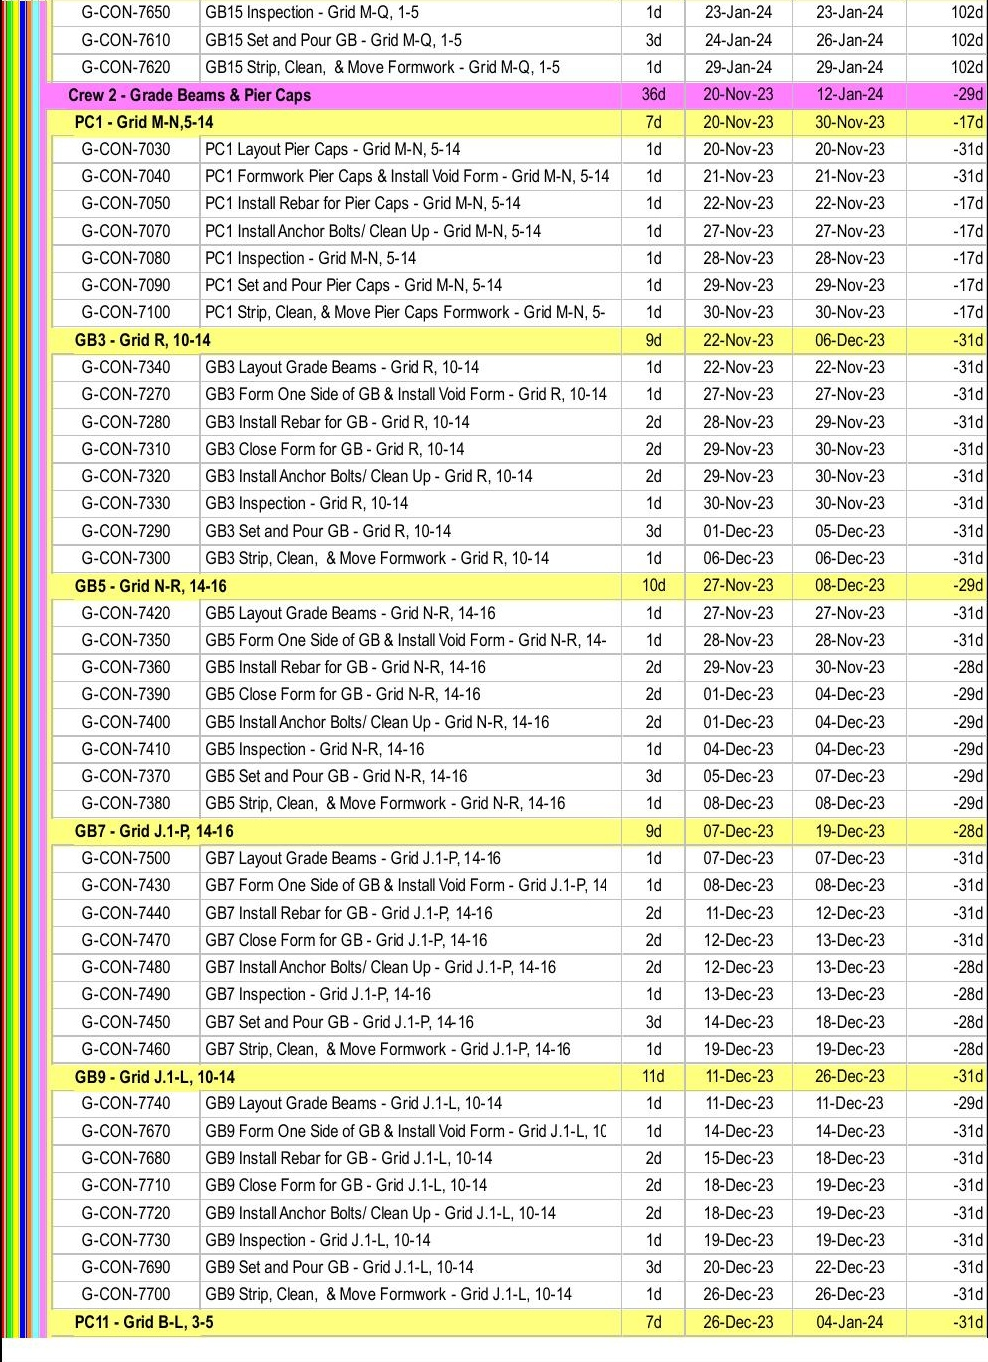 G-CON-7650 GB15 Inspection - Grid M-Q, 1-5 1d 23-Jan-24 23-Jan-24 102d
G-CON-7610 GB15 Set and Pour GB - Grid M-Q, 1-5 3d 24-Jan-24 26-Jan-24 102d
G-CON-7620 GB15 Strip, Clean, & Move Formwork - Grid M-Q, 1-5 1d 29-Jan-24 29-Jan-24 102d
Crew 2 - Grade Beams & Pier Caps 36d 20-Nov-23 12-Jan-24 -29d
PC1 - Grid M-N,5-14 7d 20-Nov-23 30-Nov-23 -17d
G-CON-7030 PC1 Layout Pier Caps - Grid M-N, 5-14 1d 20-Nov-23 20-Nov-23 -31d
G-CON-7040 PC1 Formwork Pier Caps & Install Void Form - Grid M-N, 5-14 1d 21-Nov-23 21-Nov-23 -31d
G-CON-7050 PC1 Install Rebar for Pier Caps - Grid M-N, 5-14 1d 22-Nov-23 22-Nov-23 -17d
G-CON-7070 PC1 Install Anchor Bolts/ Clean Up - Grid M-N, 5-14 1d 27-Nov-23 27-Nov-23 -17d
G-CON-7080 PC1 Inspection - Grid M-N, 5-14 1d 28-Nov-23 28-Nov-23 -17d
G-CON-7090 PC1 Set and Pour Pier Caps - Grid M-N, 5-14 1d 29-Nov-23 29-Nov-23 -17d
G-CON-7100 PC1 Strip, Clean, & Move Pier Caps Formwork - Grid M-N, 5- 1d 30-Nov-23 30-Nov-23 -17d
GB3 - Grid R, 10-14 9d 22-Nov-23 06-Dec-23 -31d
G-CON-7340 GB3 Layout Grade Beams - Grid R, 10-14 1d 22-Nov-23 22-Nov-23 -31d
G-CON-7270 GB3 Form One Side of GB & Install Void Form - Grid R, 10-14 1d 27-Nov-23 27-Nov-23 -31d
G-CON-7280 GB3 Install Rebar for GB - Grid R, 10-14 2d 28-Nov-23 29-Nov-23 -31d
G-CON-7310 GB3 Close Form for GB - Grid R, 10-14 2d 29-Nov-23 30-Nov-23 -31d
G-CON-7320 GB3 Install Anchor Bolts/ Clean Up - Grid R, 10-14 2d 29-Nov-23 30-Nov-23 -31d
G-CON-7330 GB3 Inspection - Grid R, 10-14 1d 30-Nov-23 30-Nov-23 -31d
G-CON-7290 GB3 Set and Pour GB - Grid R, 10-14 3d 01-Dec-23 05-Dec-23 -31d
G-CON-7300 GB3 Strip, Clean, & Move Formwork - Grid R, 10-14 1d 06-Dec-23 06-Dec-23 -31d
GB5 - Grid N-R, 14-16 10d 27-Nov-23 08-Dec-23 -29d
G-CON-7420 GB5 Layout Grade Beams - Grid N-R, 14-16 1d 27-Nov-23 27-Nov-23 -31d
G-CON-7350 GB5 Form One Side of GB & Install Void Form - Grid N-R, 14- 1d 28-Nov-23 28-Nov-23 -31d
G-CON-7360 GB5 Install Rebar for GB - Grid N-R, 14-16 2d 29-Nov-23 30-Nov-23 -28d
G-CON-7390 GB5 Close Form for GB - Grid N-R, 14-16 2d 01-Dec-23 04-Dec-23 -29d
G-CON-7400 GB5 Install Anchor Bolts/ Clean Up - Grid N-R, 14-16 2d 01-Dec-23 04-Dec-23 -29d
G-CON-7410 GB5 Inspection - Grid N-R, 14-16 1d 04-Dec-23 04-Dec-23 -29d
G-CON-7370 GB5 Set and Pour GB - Grid N-R, 14-16 3d 05-Dec-23 07-Dec-23 -29d
G-CON-7380 GB5 Strip, Clean, & Move Formwork - Grid N-R, 14-16 1d 08-Dec-23 08-Dec-23 -29d
GB7 - Grid J.1-P, 14-16 9d 07-Dec-23 19-Dec-23 -28d
G-CON-7500 GB7 Layout Grade Beams - Grid J.1-P, 14-16 1d 07-Dec-23 07-Dec-23 -31d
G-CON-7430 GB7 Form One Side of GB & Install Void Form - Grid J.1-P, 14 1d 08-Dec-23 08-Dec-23 -31d
G-CON-7440 GB7 Install Rebar for GB - Grid J.1-P, 14-16 2d 11-Dec-23 12-Dec-23 -31d
G-CON-7470 GB7 Close Form for GB - Grid J.1-P, 14-16 2d 12-Dec-23 13-Dec-23 -31d
G-CON-7480 GB7 Install Anchor Bolts/ Clean Up - Grid J.1-P, 14-16 2d 12-Dec-23 13-Dec-23 -28d
G-CON-7490 GB7 Inspection - Grid J.1-P, 14-16 1d 13-Dec-23 13-Dec-23 -28d
G-CON-7450 GB7 Set and Pour GB - Grid J.1-P, 14-16 3d 14-Dec-23 18-Dec-23 -28d
G-CON-7460 GB7 Strip, Clean, & Move Formwork - Grid J.1-P, 14-16 1d 19-Dec-23 19-Dec-23 -28d
GB9 - Grid J.1-L, 10-14 11d 11-Dec-23 26-Dec-23 -31d
G-CON-7740 GB9 Layout Grade Beams - Grid J.1-L, 10-14 1d 11-Dec-23 11-Dec-23 -29d
G-CON-7670 GB9 Form One Side of GB & Install Void Form - Grid J.1-L, 10 1d 14-Dec-23 14-Dec-23 -31d
G-CON-7680 GB9 Install Rebar for GB - Grid J.1-L, 10-14 2d 15-Dec-23 18-Dec-23 -31d
G-CON-7710 GB9 Close Form for GB - Grid J.1-L, 10-14 2d 18-Dec-23 19-Dec-23 -31d
G-CON-7720 GB9 Install Anchor Bolts/ Clean Up - Grid J.1-L, 10-14 2d 18-Dec-23 19-Dec-23 -31d
G-CON-7730 GB9 Inspection - Grid J.1-L, 10-14 1d 19-Dec-23 19-Dec-23 -31d
G-CON-7690 GB9 Set and Pour GB - Grid J.1-L, 10-14 3d 20-Dec-23 22-Dec-23 -31d
G-CON-7700 GB9 Strip, Clean, & Move Formwork - Grid J.1-L, 10-14 1d 26-Dec-23 26-Dec-23 -31d
PC11 - Grid B-L, 3-5 7d 26-Dec-23 04-Jan-24 -31d